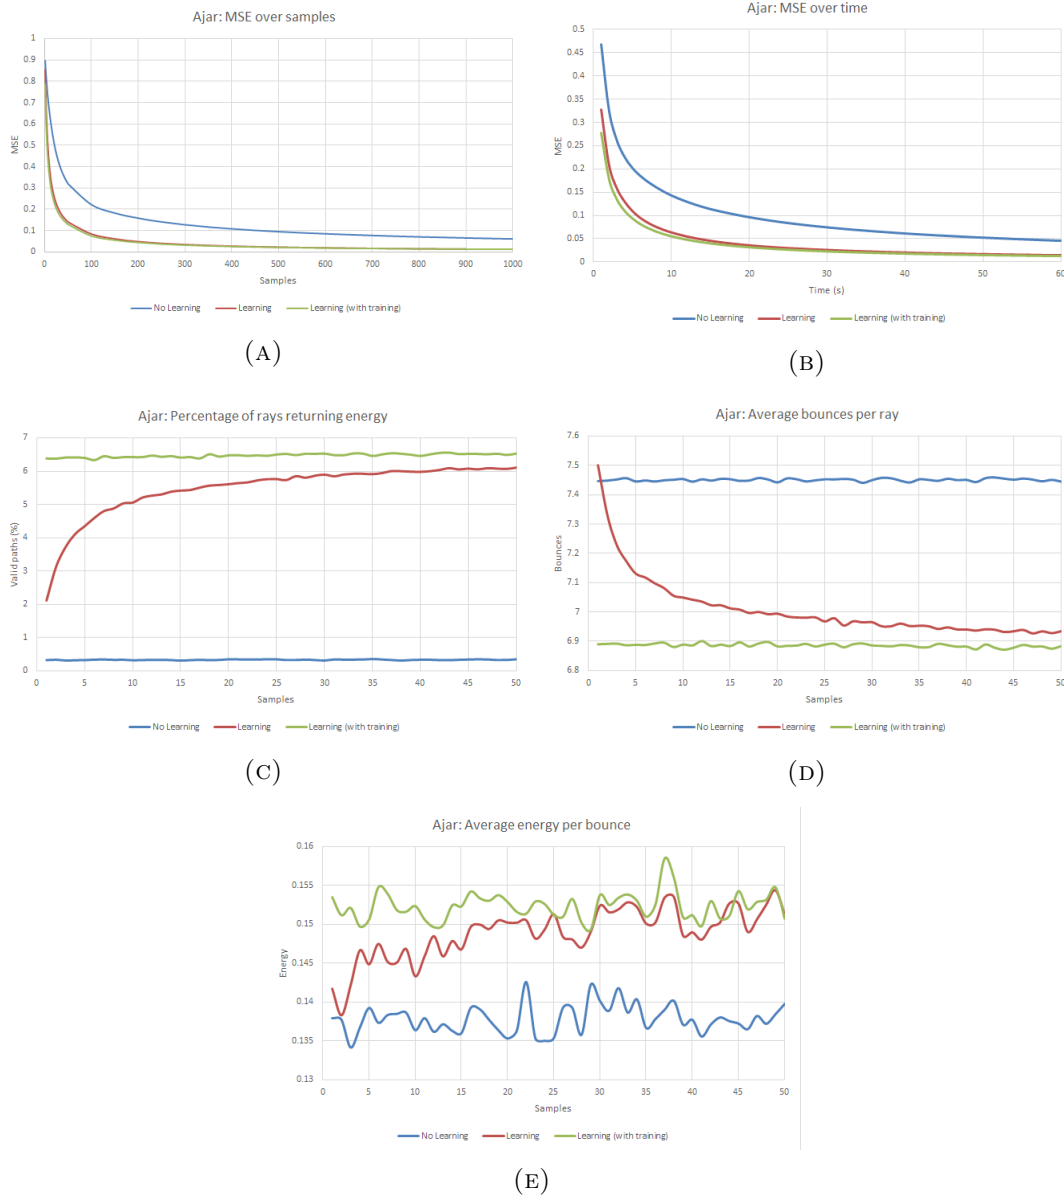 Ajar: MSE over samples
1
0.9
0.8
0.7
0.6
0.5
0.4
0.3
0.2
0.1
0
MSE
0 100 200 300 400 500 600 700 800 900 1000
Samples
No Learning Learning Learning (with training)
(A)
Ajar: MSE over time
0.5
0.45
0.4
0.35
0.3
0.25
0.2
0.15
0.1
0.05
0
MSE
0 10 20 30 40 50 60
Time (s)
No Learning Learning Learning (with training)
(B)
Ajar: Percentage of rays returning energy
7
6
5
4
3
2
1
0
Valid paths (%)
0 5 10 15 20 25 30 35 40 45 50
Samples
No Learning Learning Learning (with training)
(C)
Ajar: Average bounces per ray
7.6
7.5
7.4
7.3
7.2
7.1
7
6.9
6.8
Bounces
0 5 10 15 20 25 30 35 40 45 50
Samples
No Learning Learning Learning (with training)
(D)
Ajar: Average energy per bounce
0.16
0.155
0.15
0.145
0.14
0.135
0.13
Energy
0 5 10 15 20 25 30 35 40 45 50
Samples
No Learning Learning Learning (with training)
(E)